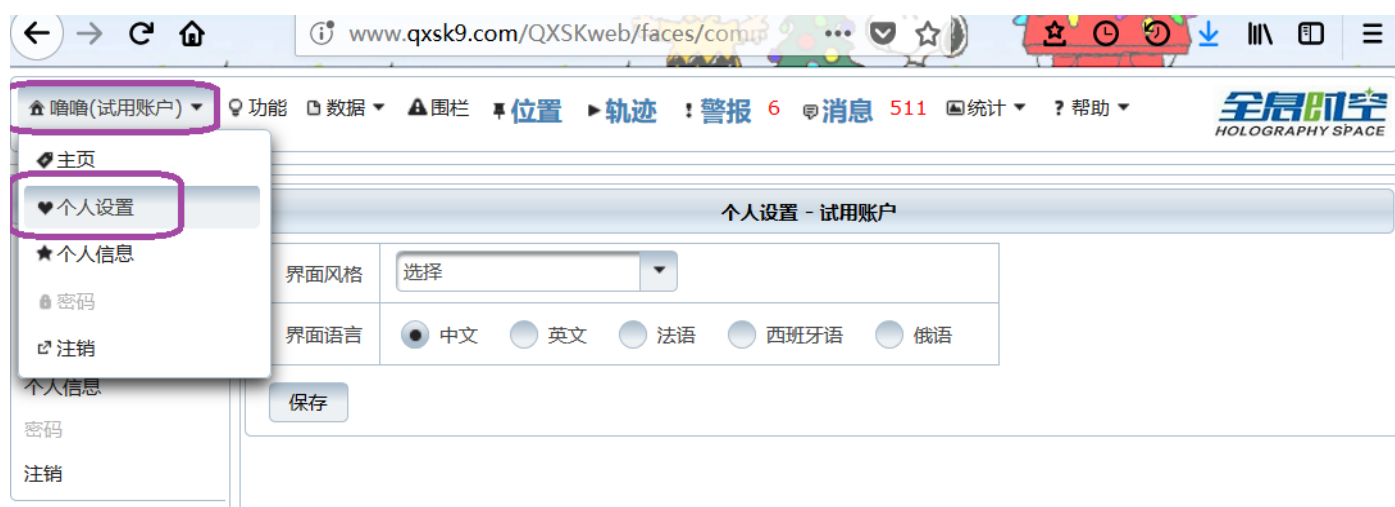 www.qxsk9.com/QXSKweb/faces/com
噜噜(试用账户) 功能 数据 围栏 位置 轨迹 警报 6 消息 511 统计 ? 帮助
全息时空
HOLOGRAPHY SPACE
主页
个人设置
个人信息
密码
注销
个人设置 - 试用账户
界面风格 选择
界面语言 中文 英文 法语 西班牙语 俄语
保存
个人信息
密码
注销